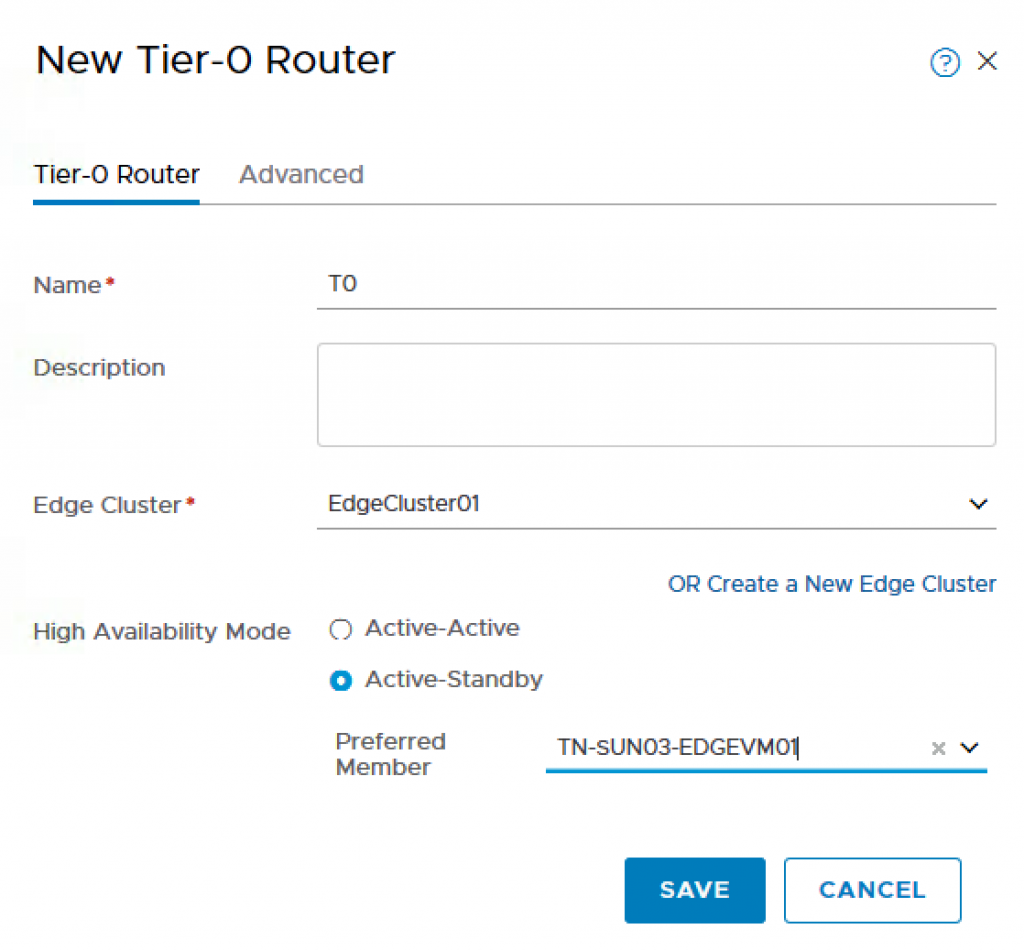 New Tier-0 Router
Tier-0 Router Advanced
Name* T0
Description
Edge Cluster* EdgeCluster01
OR Create a New Edge Cluster
High Availability Mode Active-Active
Active-Standby
Preferred
Member
TN-sUN03-EDGEVM01
SAVE CANCEL